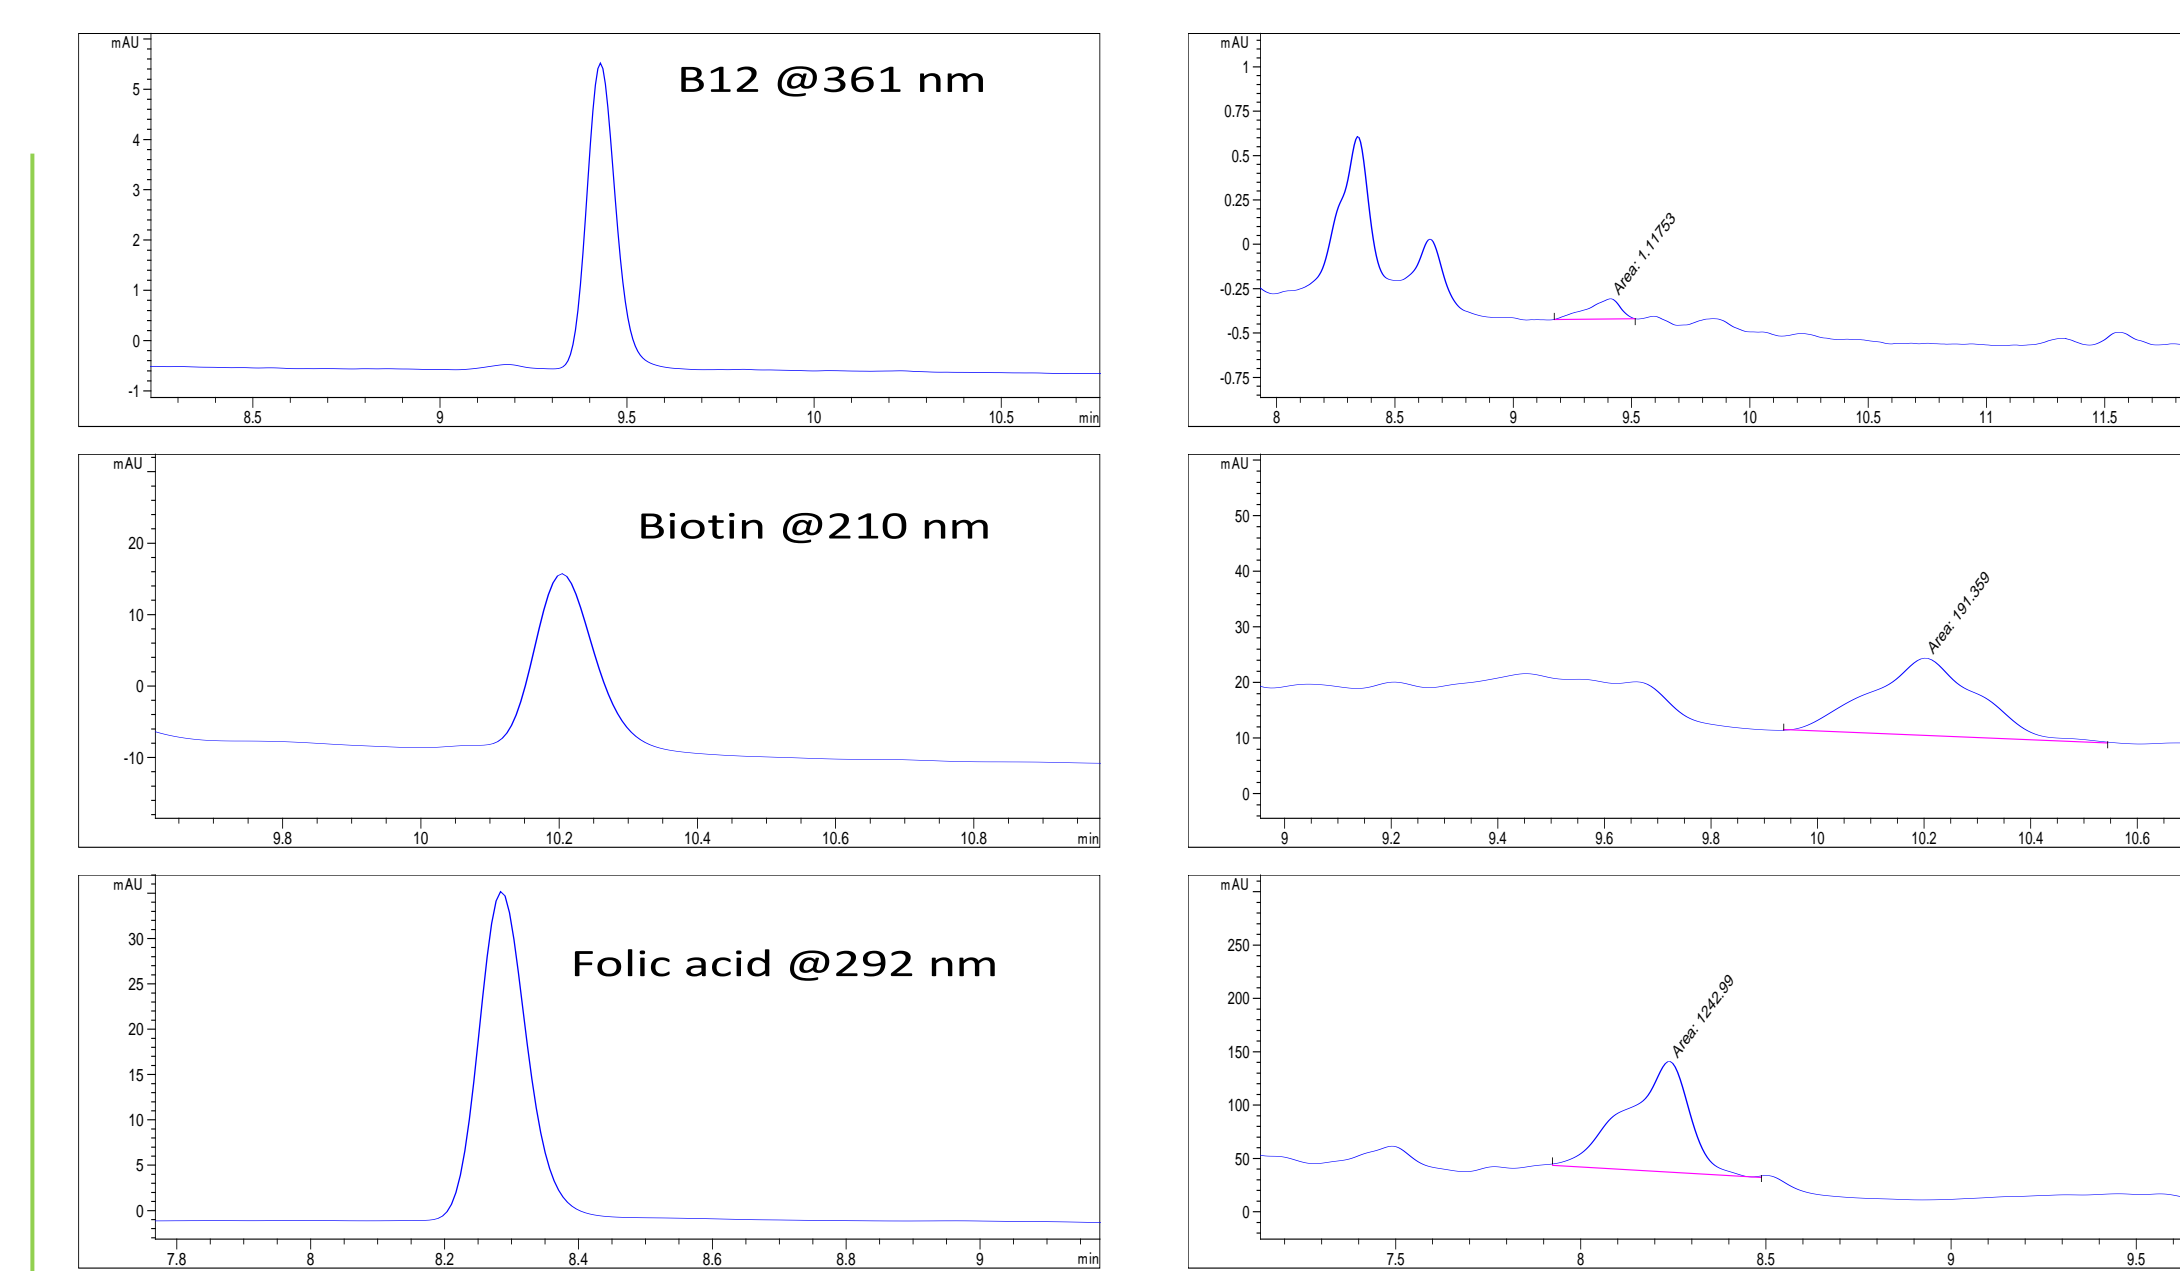 mAU
B12 @361 nm
5
4
3
2
1
0
-1
8.5 9 9.5 10 10.5 min
mAU
1
0.75
0.5
0.25
0
-0.25
-0.5
-0.75
Area: 1.11753
8 8.5 9 9.5 10 10.5 11 11.5
mAU
Biotin @210 nm
20
10
0
-10
9.8 10 10.2 10.4 10.6 10.8 min
mAU
50
40
30
20
10
0
Area: 191.359
9 9.2 9.4 9.6 9.8 10 10.2 10.4 10.6
mAU
Folic acid @292 nm
30
25
20
15
10
5
0
7.8 8 8.2 8.4 8.6 8.8 9 min
mAU
250
200
150
100
50
0
Area: 1242.99
7.5 8 8.5 9 9.5